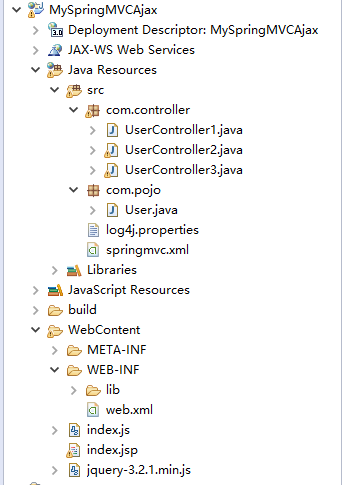 MySpringMVCAjax
3.0 Deployment Descriptor: MySpringMVCAjax
JAX-WS Web Services
Java Resources
src
com.controller
J UserController1.java
J UserController2.java
J UserController3.java
com.pojo
J User.java
log4j.properties
springmvc.xml
Libraries
JavaScript Resources
build
WebContent
META-INF
WEB-INF
lib
web.xml
index.js
index.jsp
jquery-3.2.1.min.js